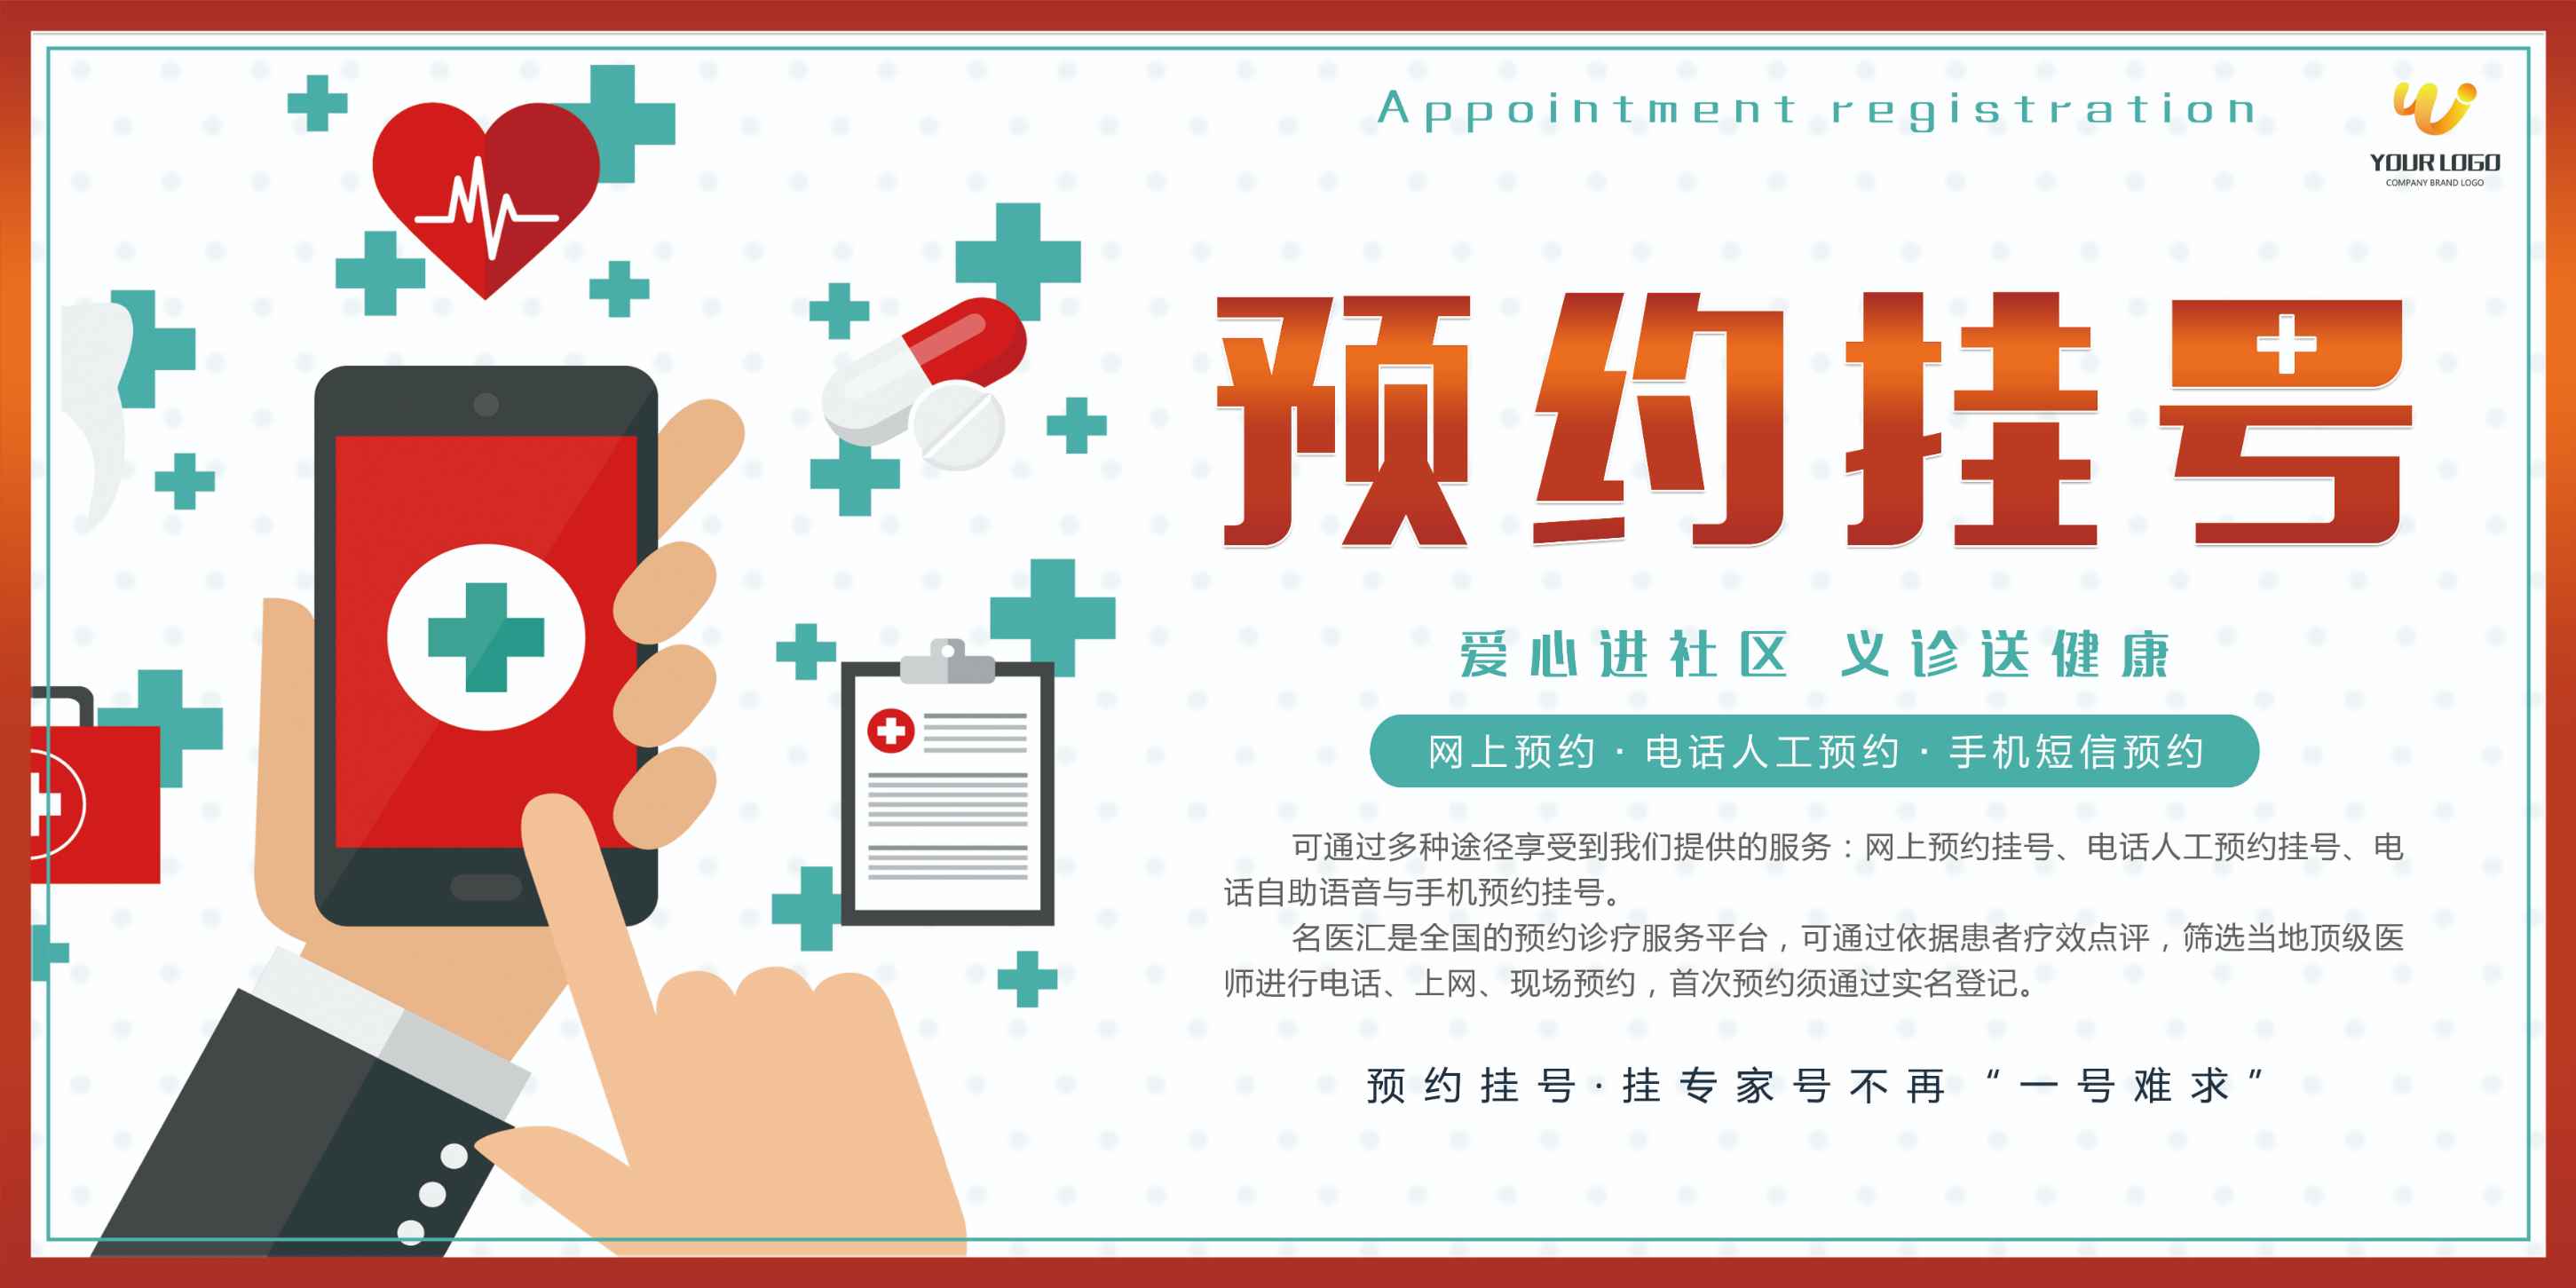 Appointment registration
YOUR LOGO
COMPANY BRAND LOGO
预约挂号
爱心进社区 义诊送健康
网上预约·电话人工预约·手机短信预约
可通过多种途径享受到我们提供的服务：网上预约挂号、电话人工预约挂号、电
话自助语音与手机预约挂号。
名医汇是全国的预约诊疗服务平台，可通过依据患者疗效点评，筛选当地顶级医
师进行电话、上网、现场预约，首次预约须通过实名登记。
预约挂号·挂专家号不再“一号难求”